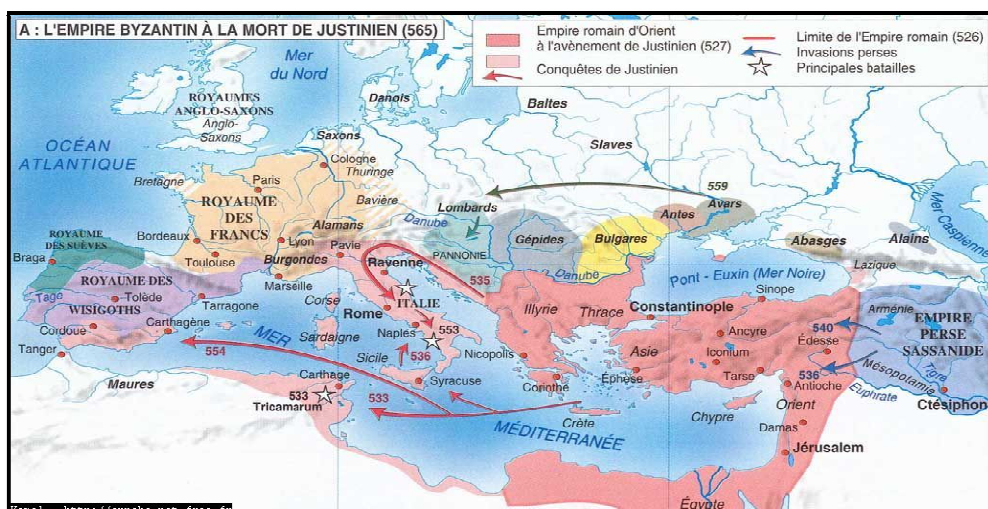 A : L'EMPIRE BYZANTIN À LA MORT DE JUSTINIEN (565)
Empire romain d'Orient
à l'avènement de Justinien (527)
Conquêtes de Justinien
Limite de l'Empire romain (526)
Invasions perses
Principales batailles
Mer
du Nord
ROYAUMES
ANGLO-SAXONS
Anglo-
Saxons
Danois
Baltes
Slaves
OCÉAN
ATLANTIQUE
Saxons
Cologne
Thuringe
Bretagne
Paris
Bavière
ROYAUME
DES
FRANCS
Alamans
Lombards
559
Avars
Antes
Danube
Gépides
Bulgares
Mer Caspienne
Abasges
Alains
Lazique
ROYAUME
DES SUÈVES
Bordeaux
Lyon
Pavie
Toulouse
Burgondes
PANNONIE
Danube
Braga
Marseille
Ravenne
535
Pont - Euxin (Mer Noire)
ROYAUME DES
WISIGOTHS
Tage
Tolède
Tarragone
Corse
ITALIE
Rome
Illyrie
Thrace
Constantinople
Sinope
Arménie
EMPIRE
PERSE
SASSANIDE
Cordoue
Carthagène
MER
Sardaigne
Naples
553
Ancyre
540
Édesse
Tanger
554
Sicile
536
Nicopolis
Asie
Iconium
536
Mésopotamie
Tigre
Maures
Carthage
Syracuse
Corinthe
Éphèse
Tarse
Antioche
Euphrate
Ctésiphon
533
Tricamarum
533
Crète
Chypre
Orient
Damas
MÉDITERRANÉE
Jérusalem
Égypte